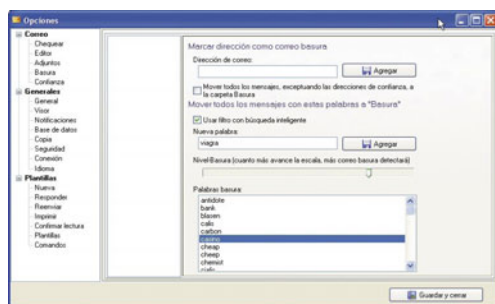 Opciones
Correo
Chequear
Editor
Adjuntos
Basura
Confianza
Generales
General
Visor
Notificaciones
Base de datos
Copia
Seguridad
Conexión
Idioma
Plantillas
Nueva
Responder
Reenviar
Imprimir
Confirmar lectura
Plantillas
Comandos
Marcar dirección como correo basura
Dirección de correo:
Agregar
Mover todos los mensajes, exceptuando las direcciones de confianza, a
la carpeta Basura
Mover todos los mensajes con estas palabras a "Basura"
Usar filtro con búsqueda inteligente
Nueva palabra:
viagra
Agregar
Nivel-Basura (cuanto más avance la escala, más correo basura detectará)
Palabras basura:
antidote
bank
blasen
calis
carbon
casino
cheap
cheep
chemist
cialis
Guardar y cerrar